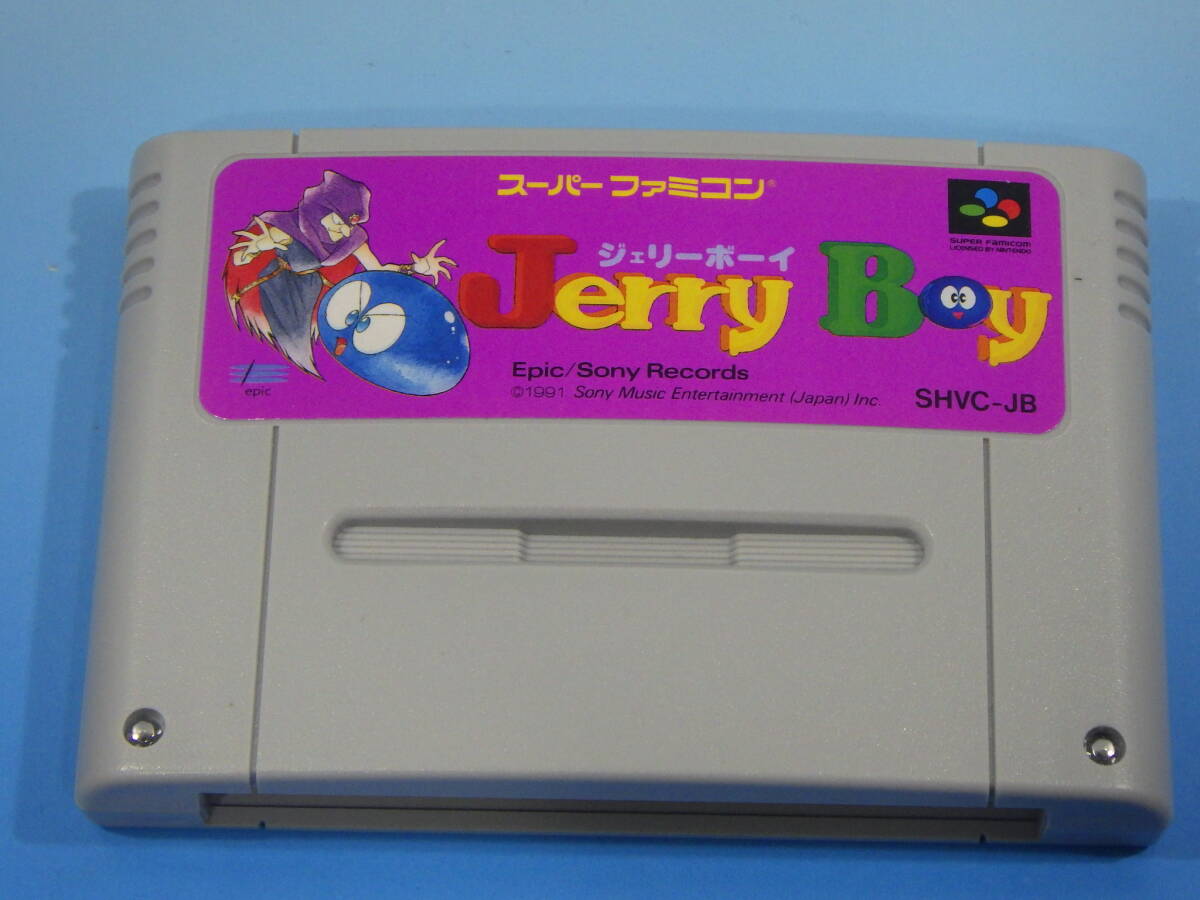 スーパーファミコン®
ジェリーボーイ
Jerry Boy
SUPER FAMICOM
LICENSED BY NINTENDO
Epic/Sony Records
©1991 Sony Music Entertainment (Japan) Inc.
SHVC-JB
epic